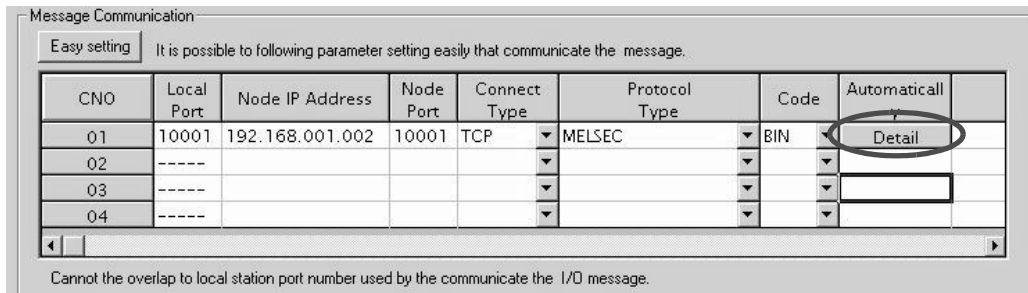 Message Communication
Easy setting It is possible to following parameter setting easily that communicate the message.
CNO Local Port Node IP Address Node Port Connect Type Protocol Type Code Automaticall y
01 10001 192.168.001.002 10001 TCP MELSEC BIN Detail
02 -----
03 -----
04 -----
Cannot the overlap to local station port number used by the communicate the I/O message.